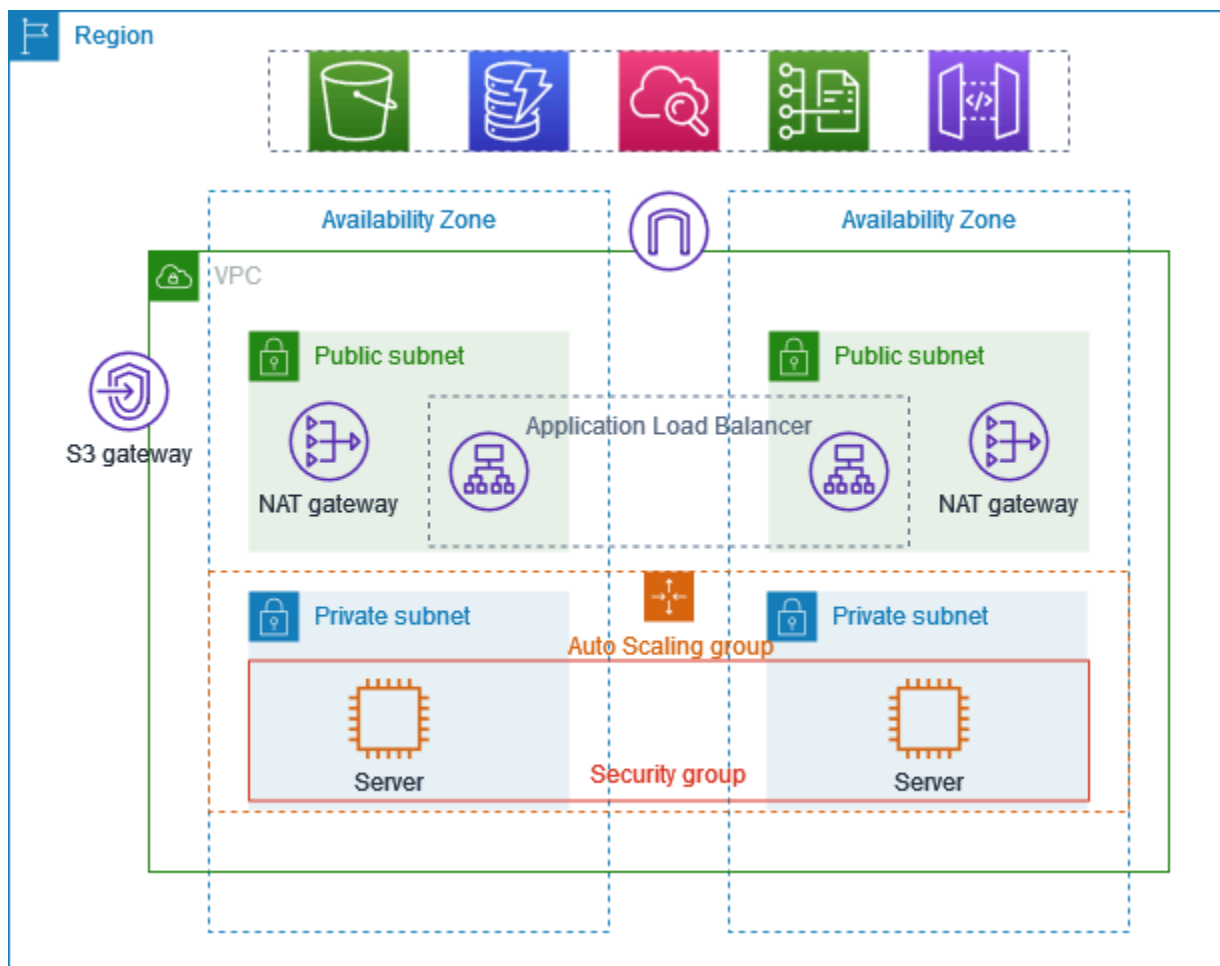 Region
Availability Zone
Availability Zone
VPC
Public subnet
Public subnet
Application Load Balancer
S3 gateway
NAT gateway
NAT gateway
Private subnet
Private subnet
Auto Scaling group
Security group
Server
Server